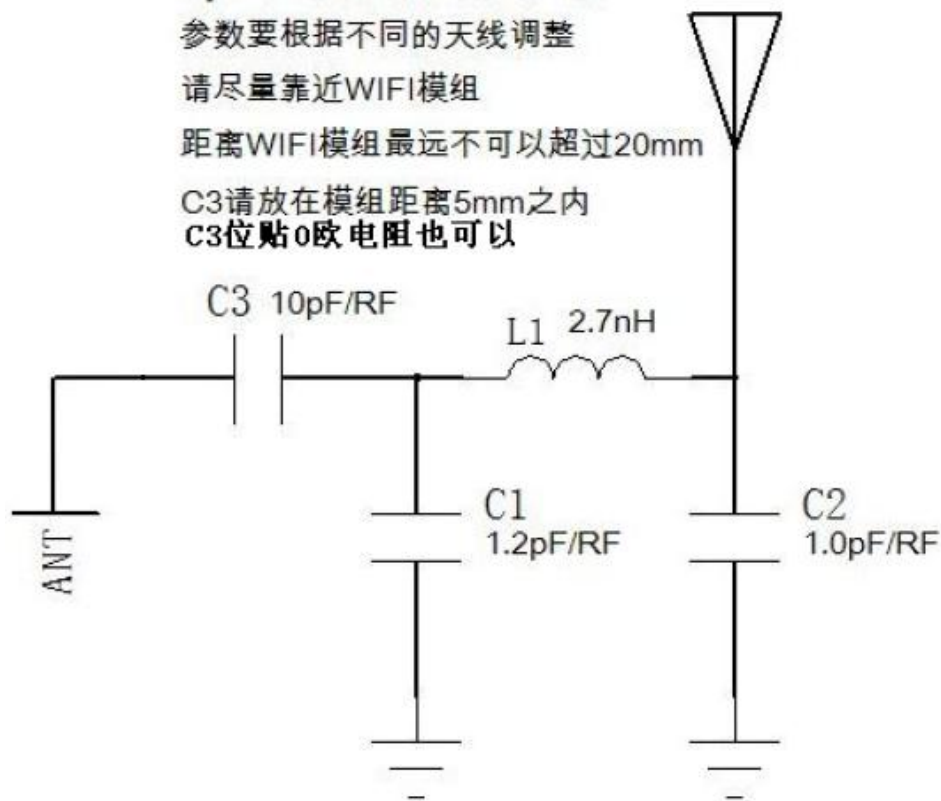 参数要根据不同的天线调整
请尽量靠近WIFI模组
距离WIFI模组最远不可以超过20mm
C3请放在模组距离5mm之内
C3位贴0欧电阻也可以
C3 10pF/RF
L1 2.7nH
C1
1.2pF/RF
C2
1.0pF/RF
ANT